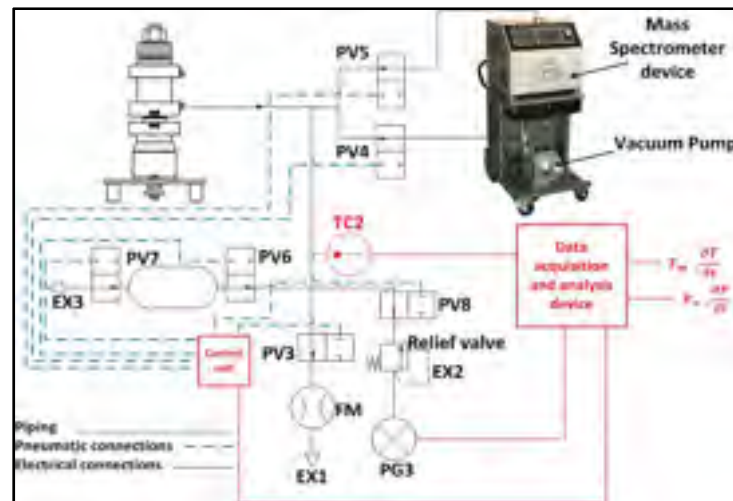 Mass
Spectrometer
device
PV5
Vacuum Pump
PV4
TC2
Data
acquisition
and analysis
device
PV7
PV6
EX3
PV8
Control
unit
PV3
Relief valve
EX2
FM
PG3
EX1
Piping
Pneumatic connections
Electrical connections